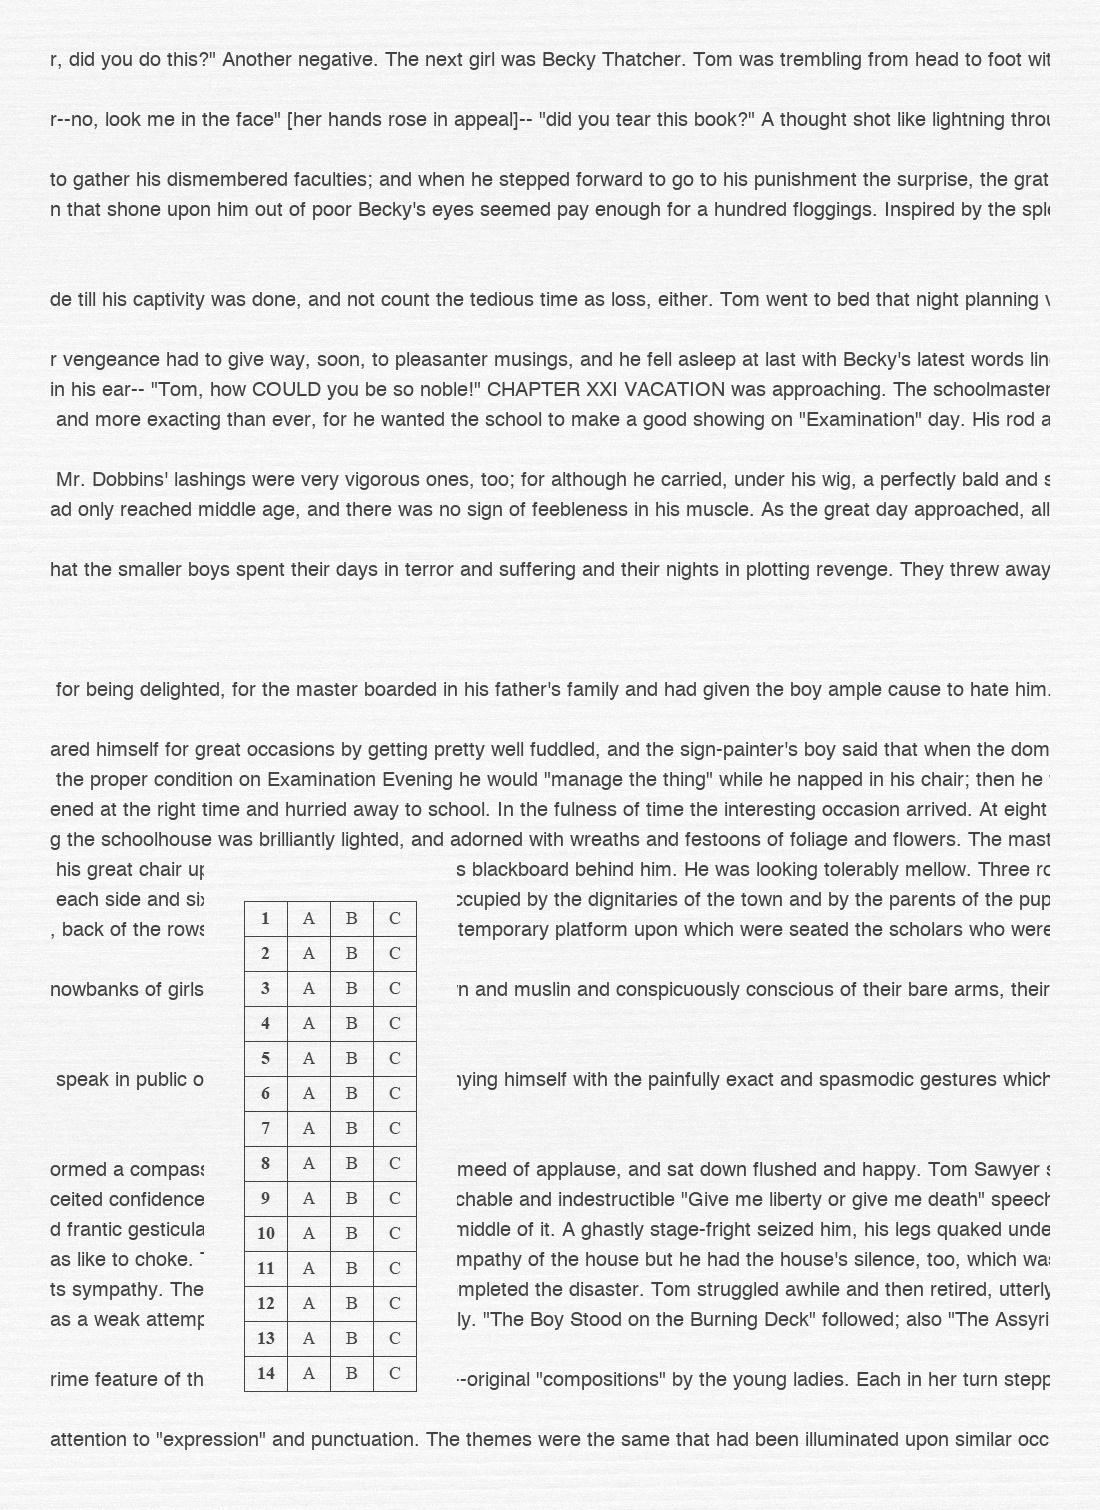 r, did you do this?" Another negative. The next girl was Becky Thatcher. Tom was trembling from head to foot
r--no, look me in the face" [her hands rose in appeal]-- "did you tear this book?" A thought shot like lightning
to gather his dismembered faculties; and when he stepped forward to go to his punishment the surprise, the
n that shone upon him out of poor Becky's eyes seemed pay enough for a hundred floggings. Inspired by the
de till his captivity was done, and not count the tedious time as loss, either. Tom went to bed that night planning
r vengeance had to give way, soon, to pleasanter musings, and he fell asleep at last with Becky's latest words
in his ear-- "Tom, how COULD you be so noble!" CHAPTER XXI VACATION was approaching. The schoolmaster
and more exacting than ever, for he wanted the school to make a good showing on "Examination" day. His rod a
Mr. Dobbins' lashings were very vigorous ones, too; for although he carried, under his wig, a perfectly bald and
ad only reached middle age, and there was no sign of feebleness in his muscle. As the great day approached, all
hat the smaller boys spent their days in terror and suffering and their nights in plotting revenge. They threw away
for being delighted, for the master boarded in his father's family and had given the boy ample cause to hate him.
ared himself for great occasions by getting pretty well fuddled, and the sign-painter's boy said that when the dom
the proper condition on Examination Evening he would "manage the thing" while he napped in his chair; then he
ened at the right time and hurried away to school. In the fulness of time the interesting occasion arrived. At eight
g the schoolhouse was brilliantly lighted, and adorned with wreaths and festoons of foliage and flowers. The mast
his great chair up s blackboard behind him. He was looking tolerably mellow. Three
each side and six ccupied by the dignitaries of the town and by the parents of the pup
, back of the rows temporary platform upon which were seated the scholars who were
nowbanks of girls n and muslin and conspicuously conscious of their bare arms, their
speak in public o nying himself with the painfully exact and spasmodic gestures which
ormed a compass meed of applause, and sat down flushed and happy. Tom Sawyer
ceited confidence chable and indestructible "Give me liberty or give me death" speech
d frantic gesticula middle of it. A ghastly stage-fright seized him, his legs quaked unde
as like to choke. mpathy of the house but he had the house's silence, too, which was
ts sympathy. The mpleted the disaster. Tom struggled awhile and then retired, utterly
as a weak attemp ly. "The Boy Stood on the Burning Deck" followed; also "The Assyri
rime feature of th -original "compositions" by the young ladies. Each in her turn stepp
attention to "expression" and punctuation. The themes were the same that had been illuminated upon similar occ
1 A B C
2 A B C
3 A B C
4 A B C
5 A B C
6 A B C
7 A B C
8 A B C
9 A B C
10 A B C
11 A B C
12 A B C
13 A B C
14 A B C